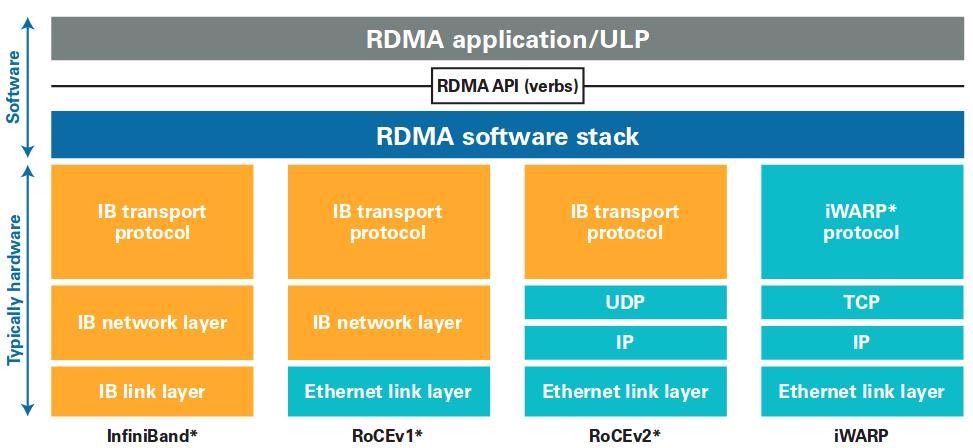 Software
RDMA application/ULP
RDMA API (verbs)
RDMA software stack
Typically hardware
IB transport
protocol
IB network layer
IB link layer
InfiniBand*
IB transport
protocol
IB network layer
Ethernet link layer
RoCEv1*
IB transport
protocol
UDP
IP
Ethernet link layer
RoCEv2*
iWARP*
protocol
TCP
IP
Ethernet link layer
iWARP